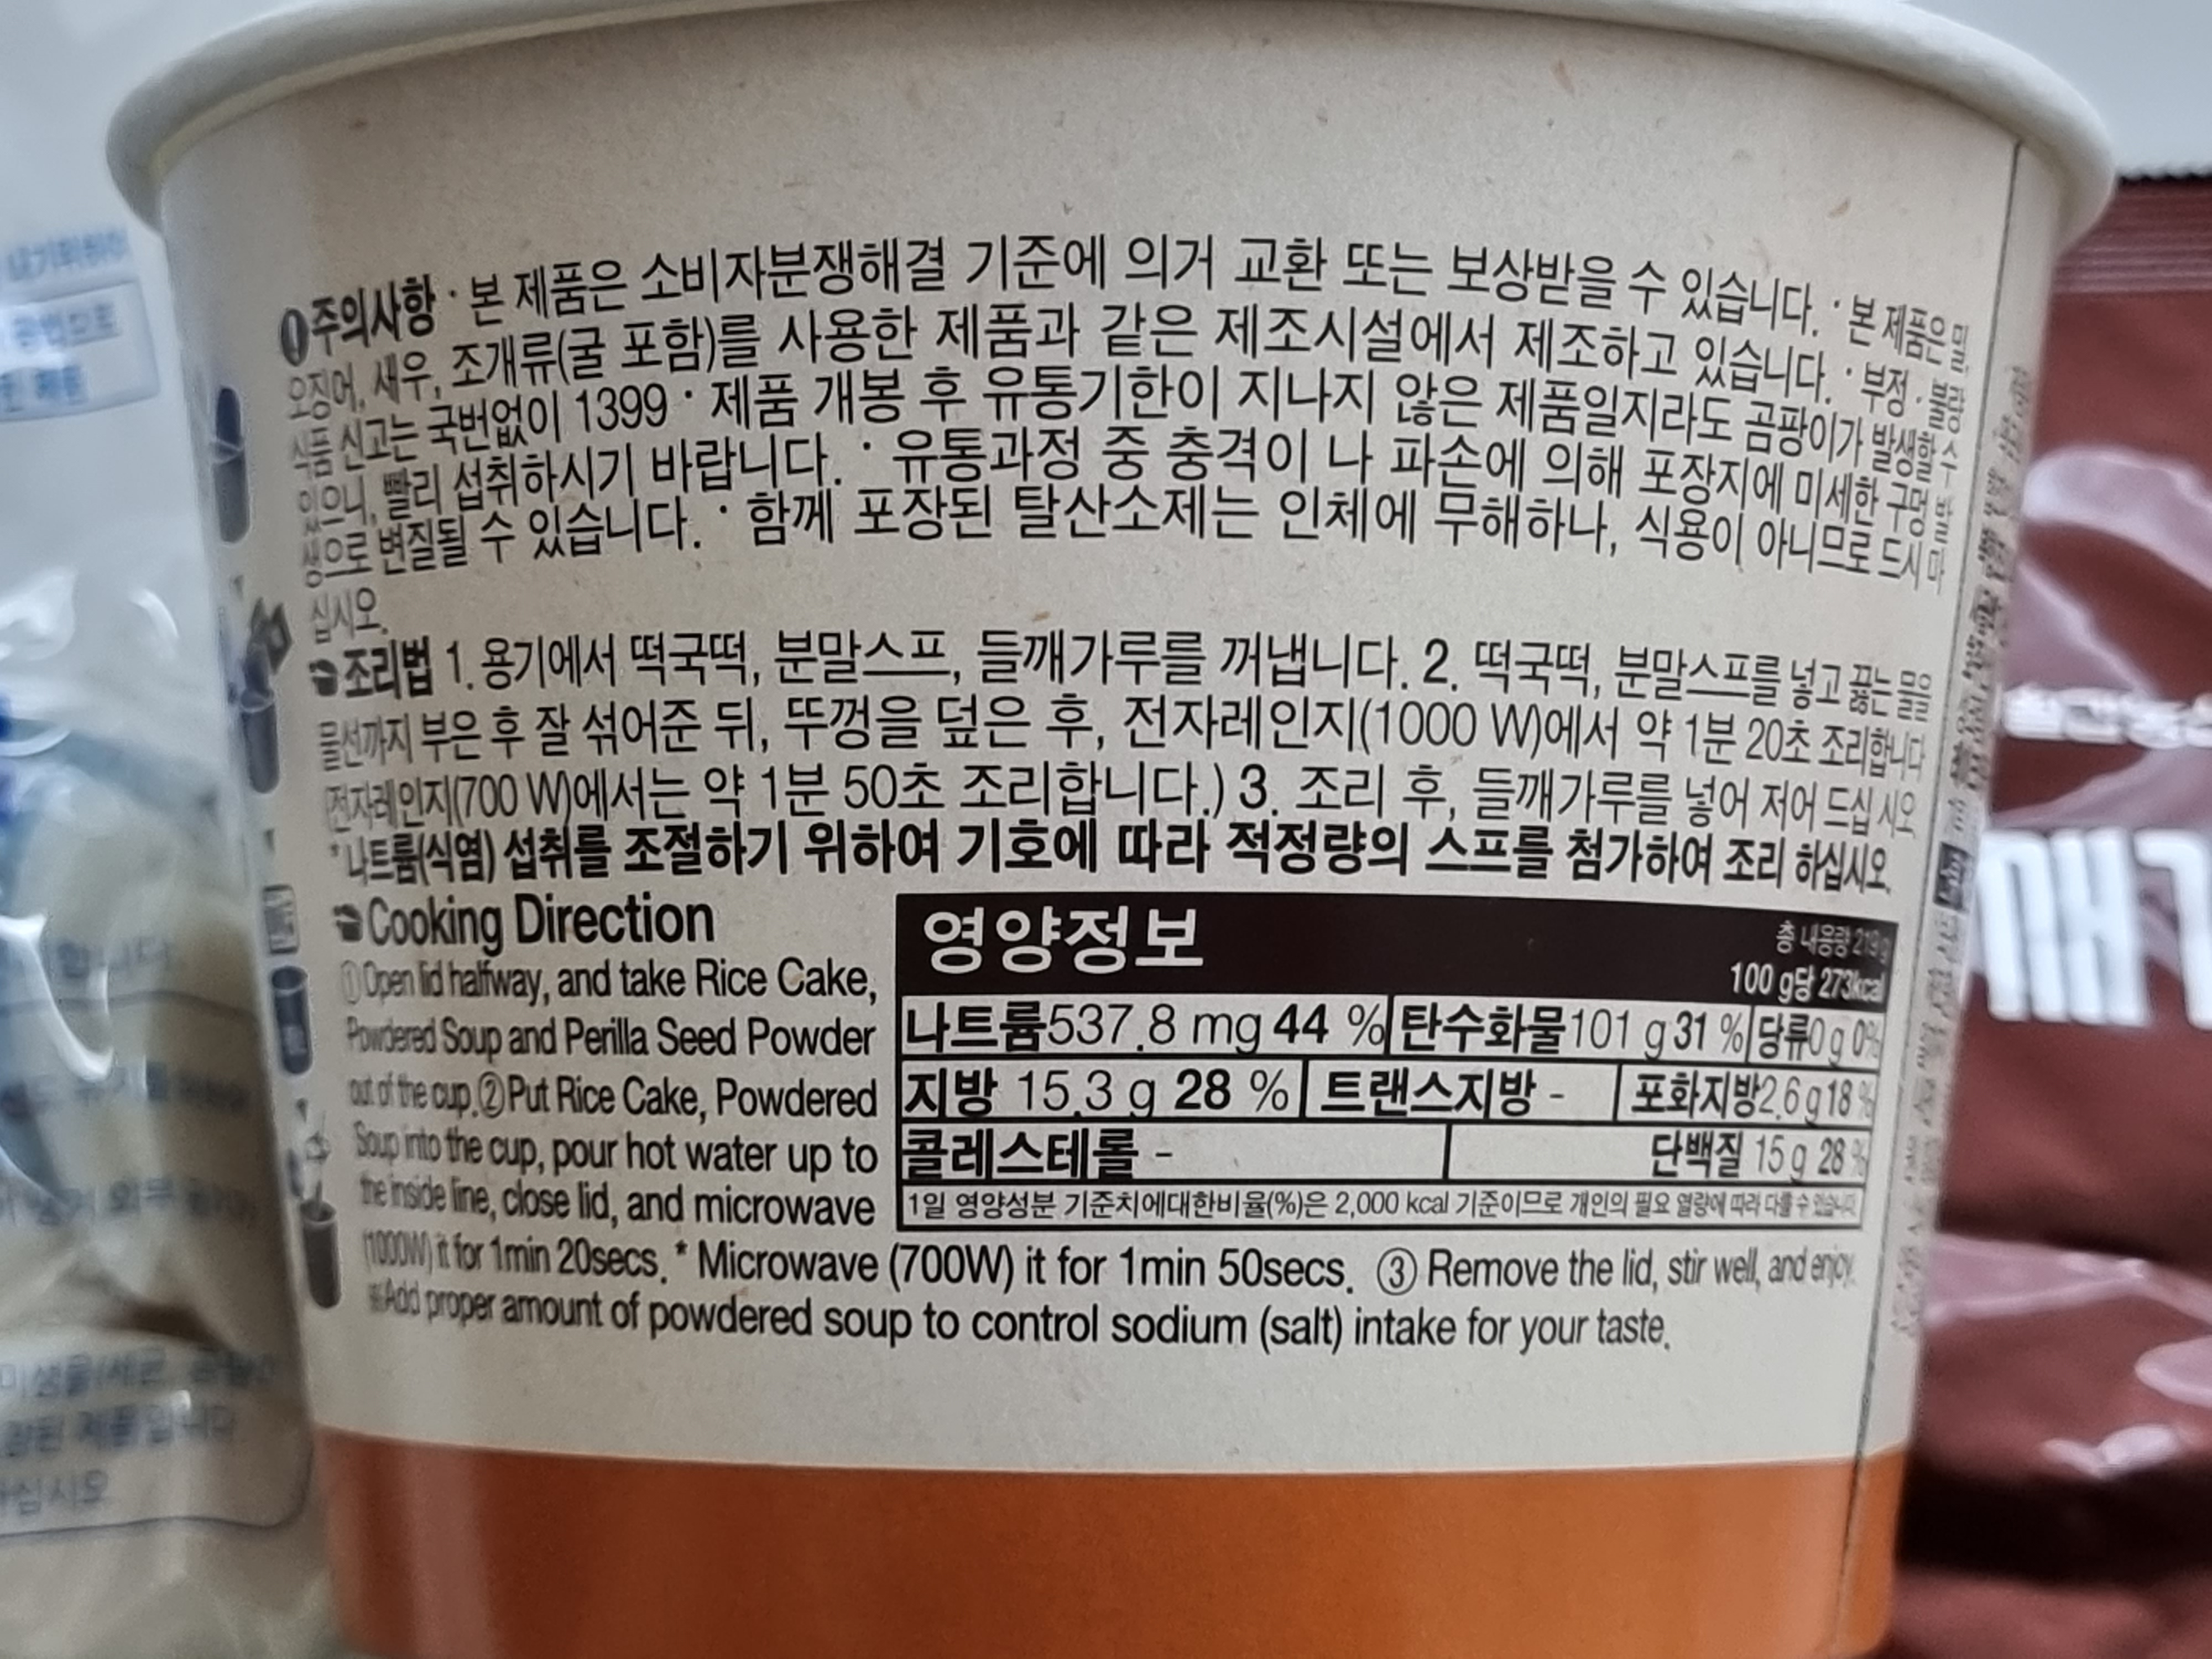 주의사항 · 본 제품은 소비자분쟁해결 기준에 의거 교환 또는 보상받을 수 있습니다. · 본 제품은 밀,
오징어, 새우, 조개류(굴 포함)를 사용한 제품과 같은 제조시설에서 제조하고 있습니다. · 부정·불량
식품 신고는 국번없이 1399 · 제품 개봉 후 유통기한이 지나지 않은 제품일지라도 곰팡이가 발생할 수
있으니, 빨리 섭취하시기 바랍니다. · 유통과정 중 충격이 나 파손에 의해 포장지에 미세한 구멍 발
생으로 변질될 수 있습니다. · 함께 포장된 탈산소제는 인체에 무해하나, 식용이 아니므로 드시 마
십시오.
조리법 1. 용기에서 떡국떡, 분말스프, 들깨가루를 꺼냅니다. 2. 떡국떡, 분말스프를 넣고 끓는 물을
물선까지 부은 후 잘 섞어준 뒤, 뚜껑을 덮은 후, 전자레인지(1000 W)에서 약 1분 20초 조리합니다
전자레인지(700 W)에서는 약 1분 50초 조리합니다.) 3. 조리 후, 들깨가루를 넣어 저어 드십 시오
*나트륨(식염) 섭취를 조절하기 위하여 기호에 따라 적정량의 스프를 첨가하여 조리 하십시오.
Cooking Direction
①Open lid halfway, and take Rice Cake,
Powdered Soup and Perilla Seed Powder
out of the cup.②Put Rice Cake, Powdered
Soup into the cup, pour hot water up to
the inside line, close lid, and microwave
(1000W) it for 1min 20secs. * Microwave (700W) it for 1min 50secs. ③ Remove the lid, stir well, and enjoy.
※Add proper amount of powdered soup to control sodium (salt) intake for your taste.
영양정보
총 내용량 219 g
100 g당 273kcal
나트륨537.8 mg 44 % 탄수화물101 g 31 % 당류0 g 0%
지방 15.3 g 28 % 트랜스지방 - 포화지방2.6 g 18 %
콜레스테롤 - 단백질 15 g 28 %
1일 영양성분 기준치에대한비율(%)은 2,000 kcal 기준이므로 개인의 필요 열량에 따라 다를 수 있습니다